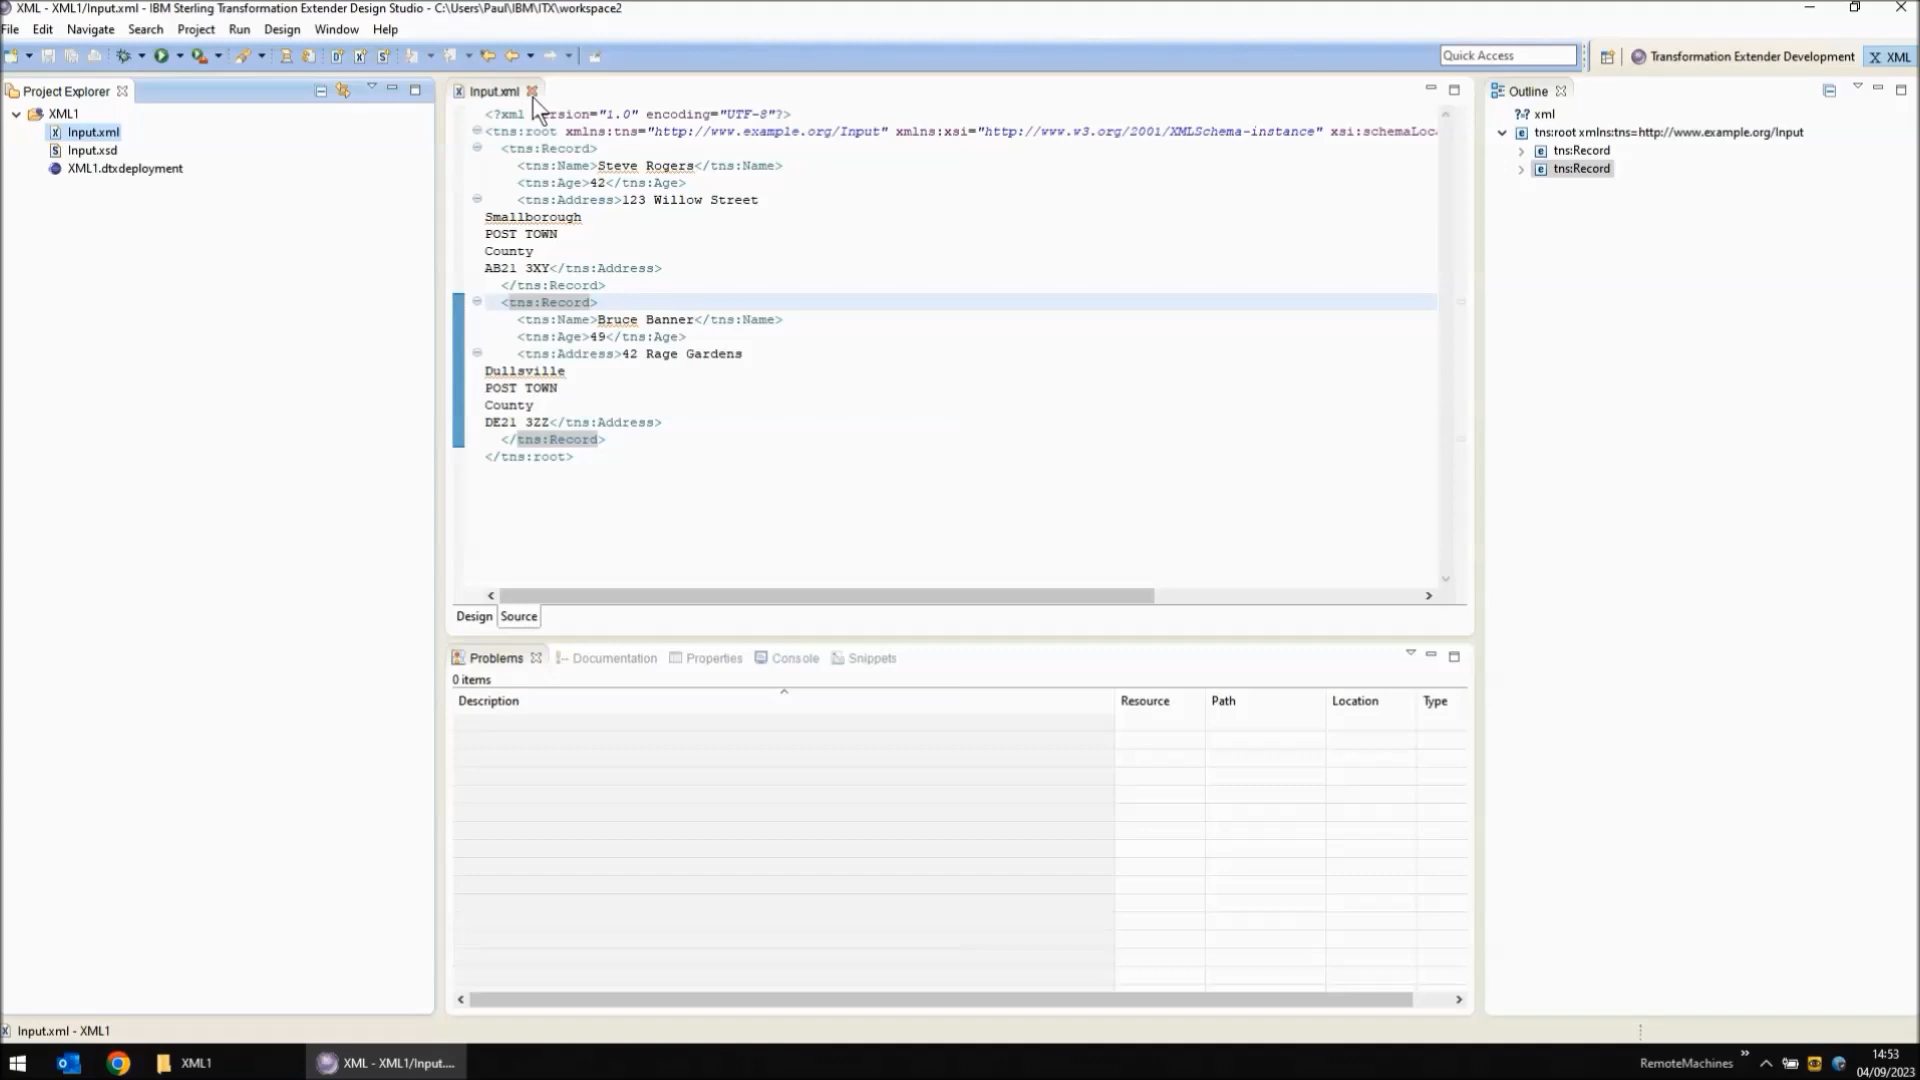 XML - XML1/Input.xml - IBM Sterling Transformation Extender Design Studio - C:\Users\Paul\IBM\ITX\workspace2
File Edit Navigate Search Project Run Design Window Help
Quick Access
Transformation Extender Development
XML
Project Explorer
XML1
Input.xml
Input.xsd
XML1.dtxdeployment
Input.xml
<?xml version="1.0" encoding="UTF-8"?>
<tns:root xmlns:tns="http://www.example.org/Input" xmlns:xsi="http://www.w3.org/2001/XMLSchema-instance" xsi:schemaLoc
<tns:Record>
<tns:Name>Steve Rogers</tns:Name>
<tns:Age>42</tns:Age>
<tns:Address>123 Willow Street
Smallborough
POST TOWN
County
AB21 3XY</tns:Address>
</tns:Record>
<tns:Record>
<tns:Name>Bruce Banner</tns:Name>
<tns:Age>49</tns:Age>
<tns:Address>42 Rage Gardens
Dullsville
POST TOWN
County
DE21 3ZZ</tns:Address>
</tns:Record>
</tns:root>
Design Source
Outline
?-? xml
tns:root xmlns:tns=http://www.example.org/Input
tns:Record
tns:Record
Problems Documentation Properties Console Snippets
0 items
Description Resource Path Location Type
Input.xml - XML1
XML1
XML - XML1/Input....
RemoteMachines
14:53
04/09/2023